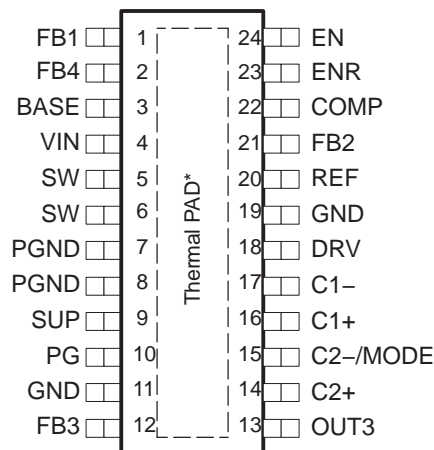 FB1 1 24 EN
FB4 2 23 ENR
BASE 3 22 COMP
VIN 4 21 FB2
SW 5 20 REF
SW 6 19 GND
PGND 7 18 DRV
PGND 8 17 C1−
SUP 9 16 C1+
PG 10 15 C2−/MODE
GND 11 14 C2+
FB3 12 13 OUT3
Thermal PAD*